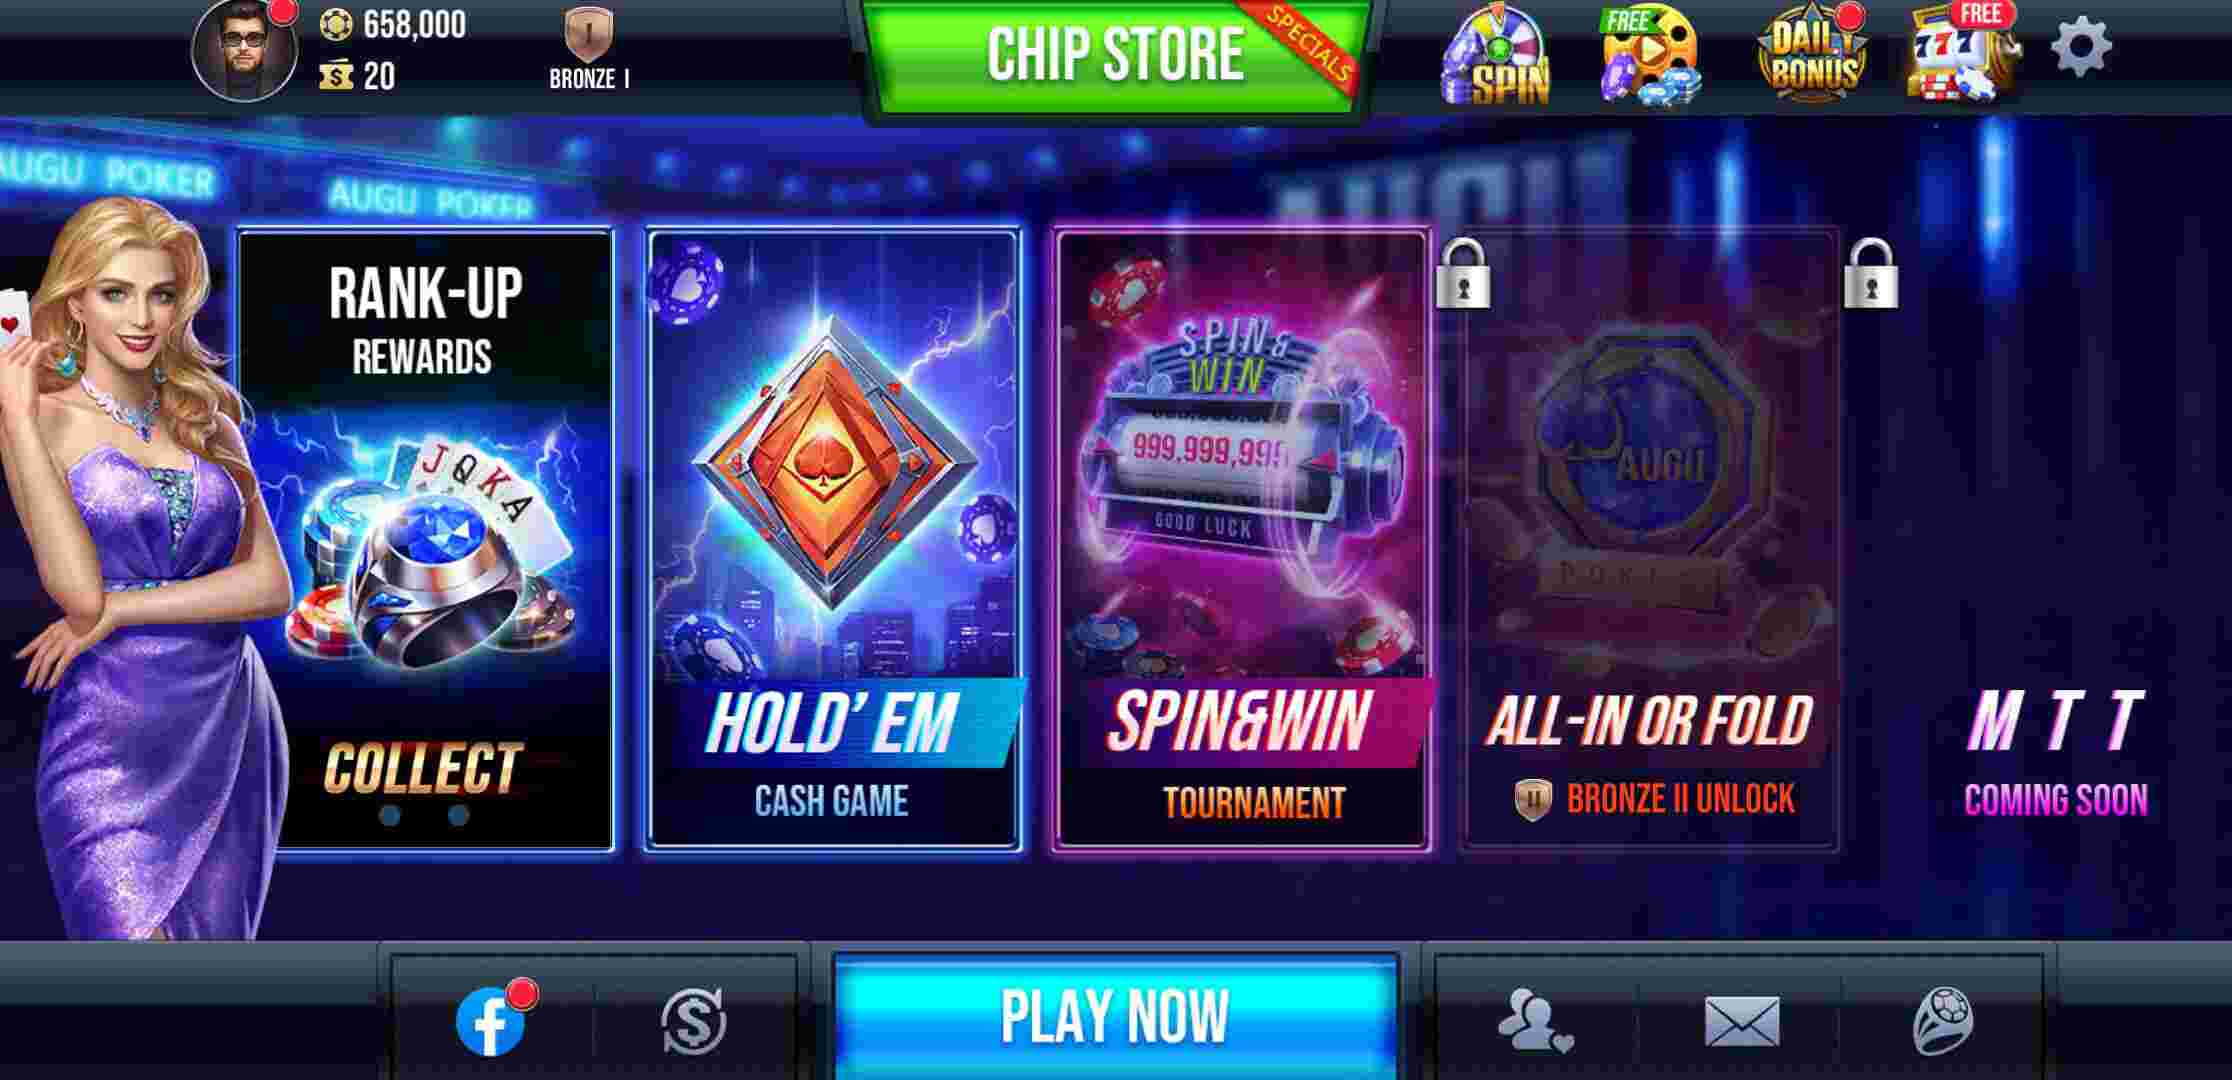 658,000
20
BRONZE I
CHIP STORE
SPECIALS
SPIN
FREE
DAILY
BONUS
FREE
777
AUGU POKER
AUGU POKER
AUGU
RANK-UP
REWARDS
J Q K A
COLLECT
SPIN&
WIN
999,999,999
GOOD LUCK
HOLD' EM
CASH GAME
SPIN&WIN
TOURNAMENT
AUGU
POKER
ALL-IN OR FOLD
II
BRONZE II UNLOCK
M T T
COMING SOON
PLAY NOW